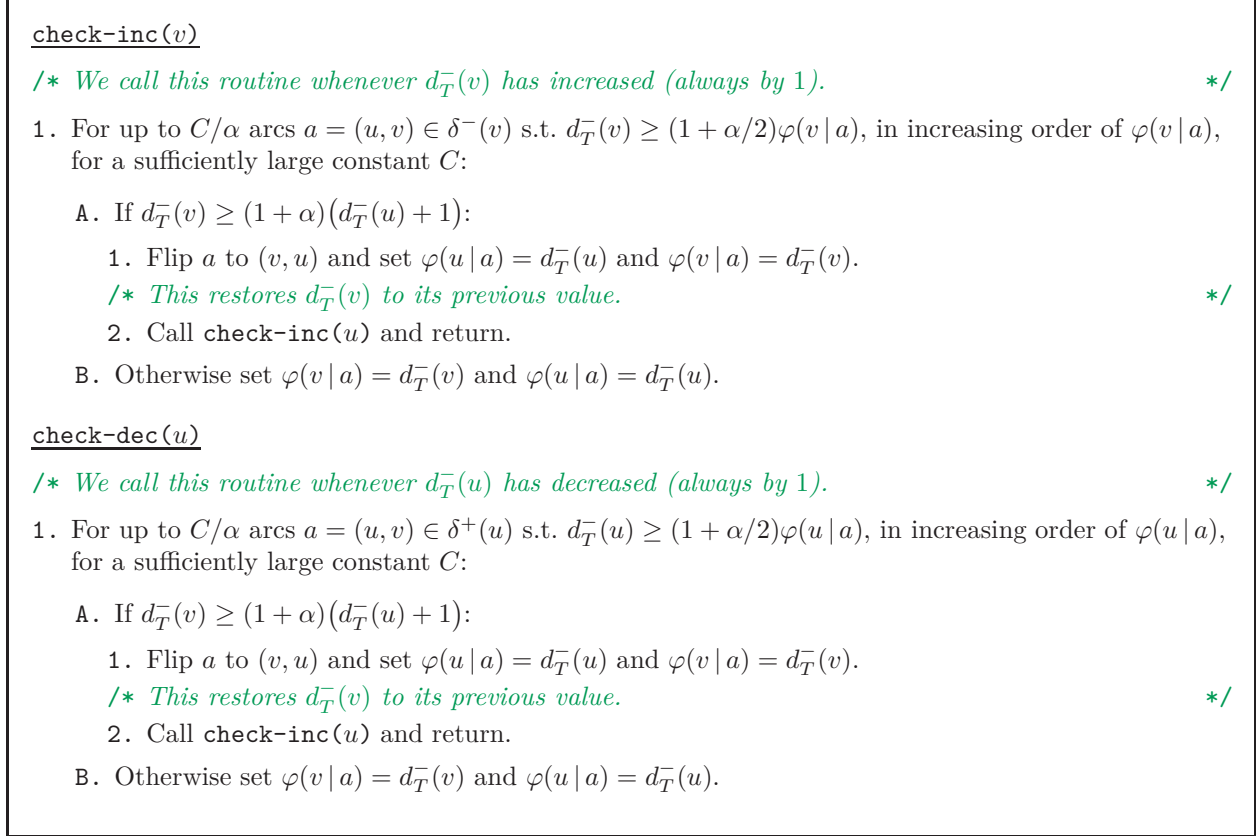 check-inc(v)
/* We call this routine whenever d_T^-(v) has increased (always by 1). */
1. For up to C/α arcs a = (u, v) ∈ δ^-(v) s.t. d_T^-(v) ≥ (1 + α/2)φ(v | a), in increasing order of φ(v | a),
for a sufficiently large constant C:
A. If d_T^-(v) ≥ (1 + α)(d_T^-(u) + 1):
1. Flip a to (v, u) and set φ(u | a) = d_T^-(u) and φ(v | a) = d_T^-(v).
/* This restores d_T^-(v) to its previous value. */
2. Call check-inc(u) and return.
B. Otherwise set φ(v | a) = d_T^-(v) and φ(u | a) = d_T^-(u).
check-dec(u)
/* We call this routine whenever d_T^-(u) has decreased (always by 1). */
1. For up to C/α arcs a = (u, v) ∈ δ^+(u) s.t. d_T^-(u) ≥ (1 + α/2)φ(u | a), in increasing order of φ(u | a),
for a sufficiently large constant C:
A. If d_T^-(v) ≥ (1 + α)(d_T^-(u) + 1):
1. Flip a to (v, u) and set φ(u | a) = d_T^-(u) and φ(v | a) = d_T^-(v).
/* This restores d_T^-(v) to its previous value. */
2. Call check-inc(u) and return.
B. Otherwise set φ(v | a) = d_T^-(v) and φ(u | a) = d_T^-(u).